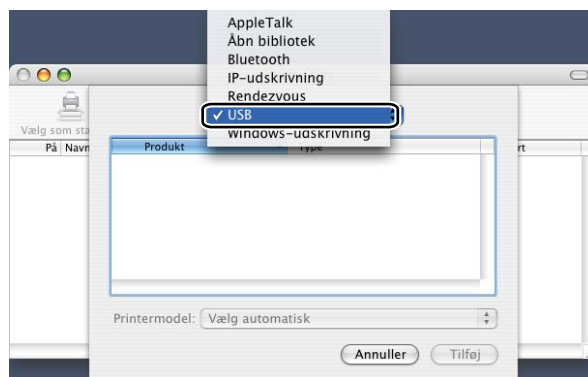 AppleTalk
Åbn bibliotek
Bluetooth
IP-udskrivning
Rendezvous
✓ USB
Windows-udskrivning
Vælg som sta
På Navn
Produkt Type
rt
Printermodel: Vælg automatisk
Annuller Tilføj